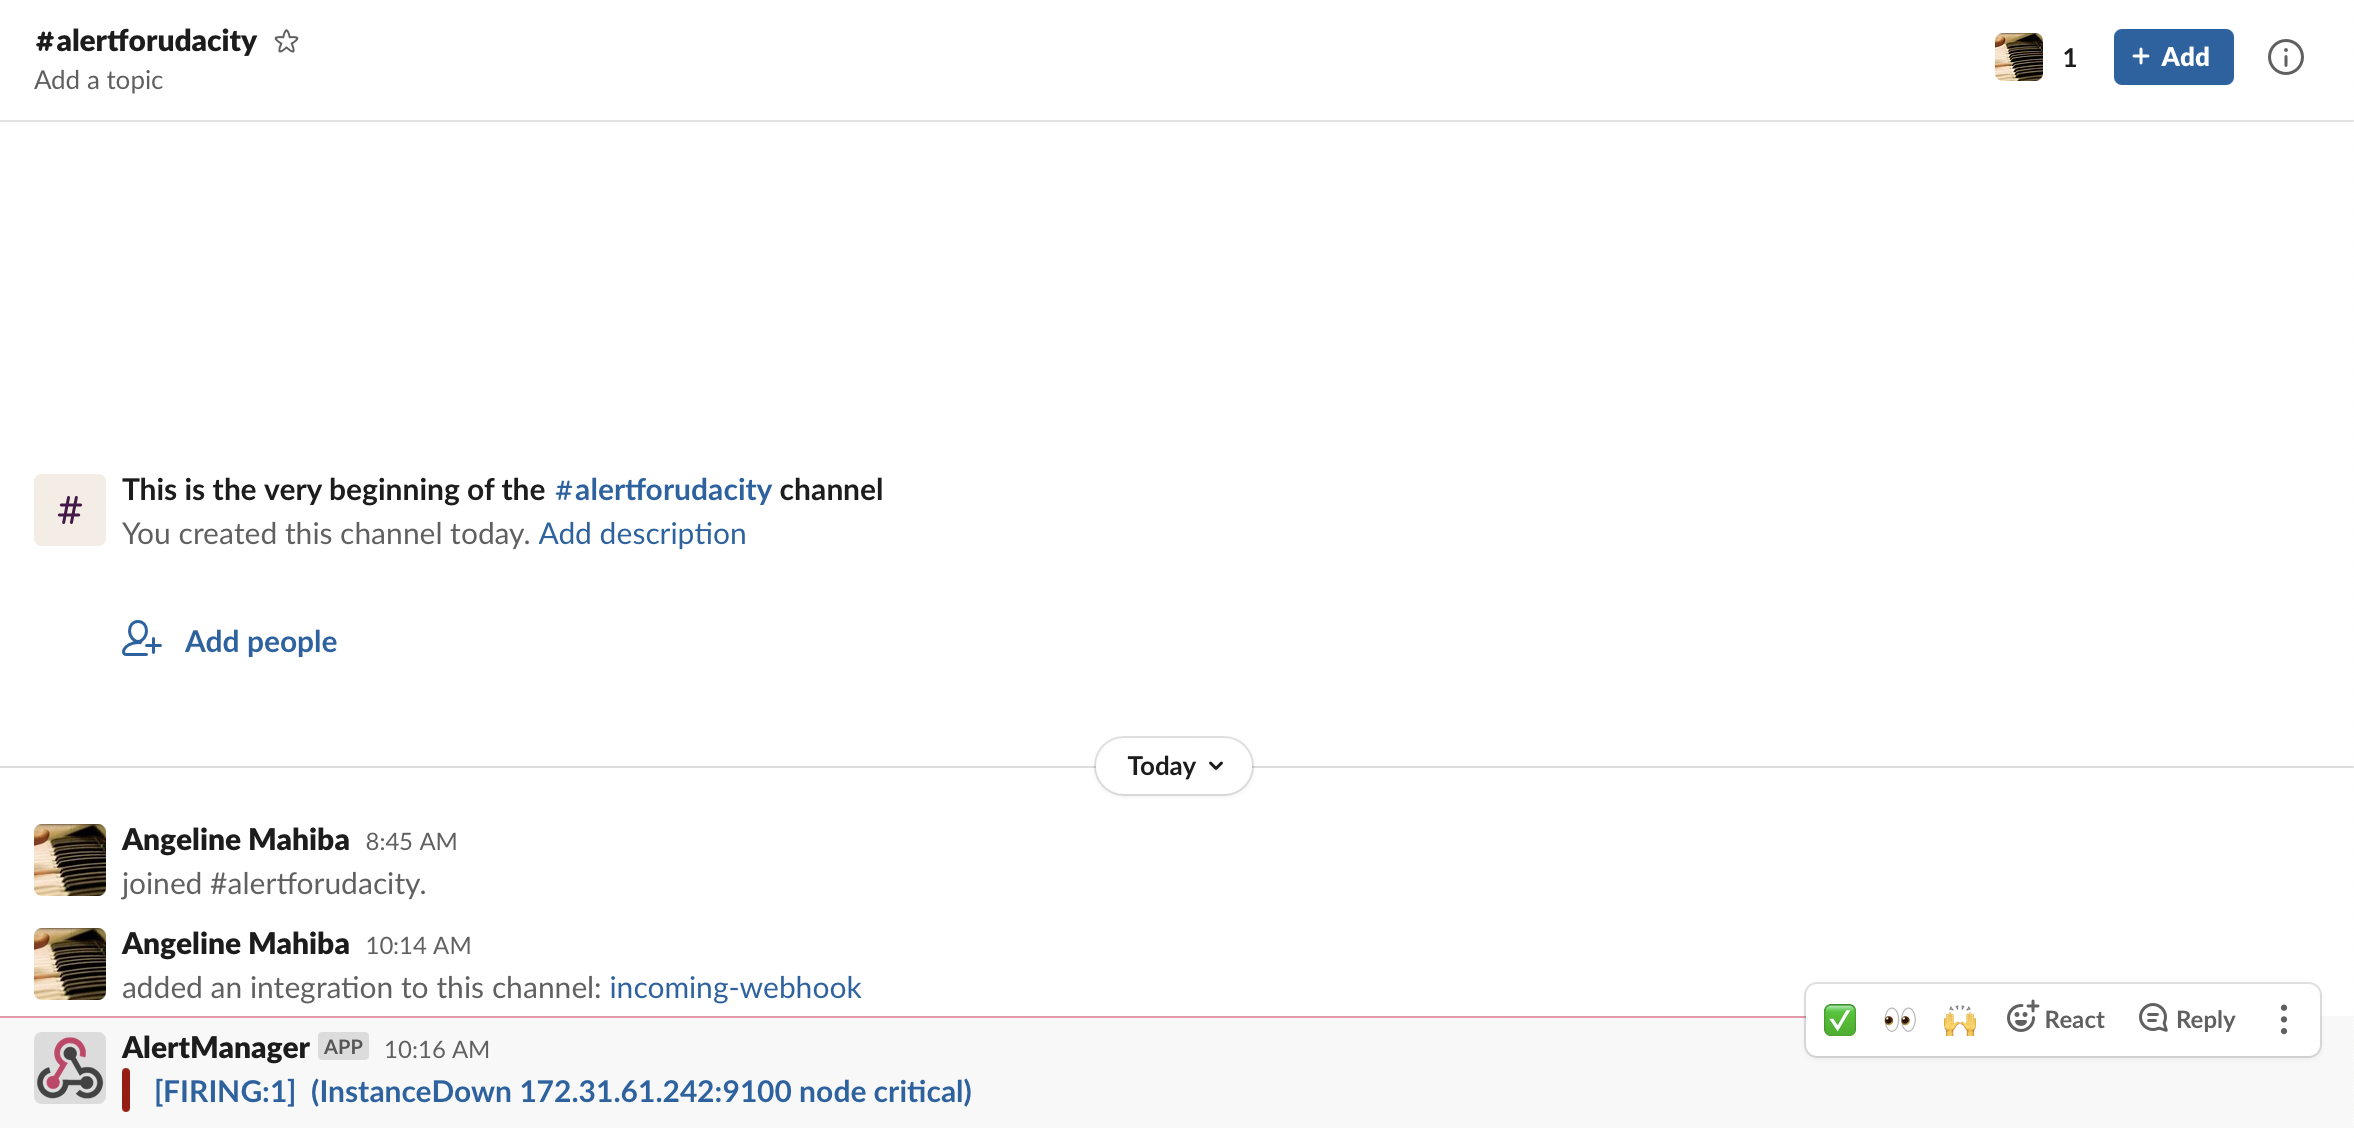 #alertforudacity
Add a topic
1
+ Add
#
This is the very beginning of the #alertforudacity channel
You created this channel today. Add description
Add people
Today
Angeline Mahiba 8:45 AM
joined #alertforudacity.
Angeline Mahiba 10:14 AM
added an integration to this channel: incoming-webhook
React Reply
AlertManager APP 10:16 AM
[FIRING:1] (InstanceDown 172.31.61.242:9100 node critical)